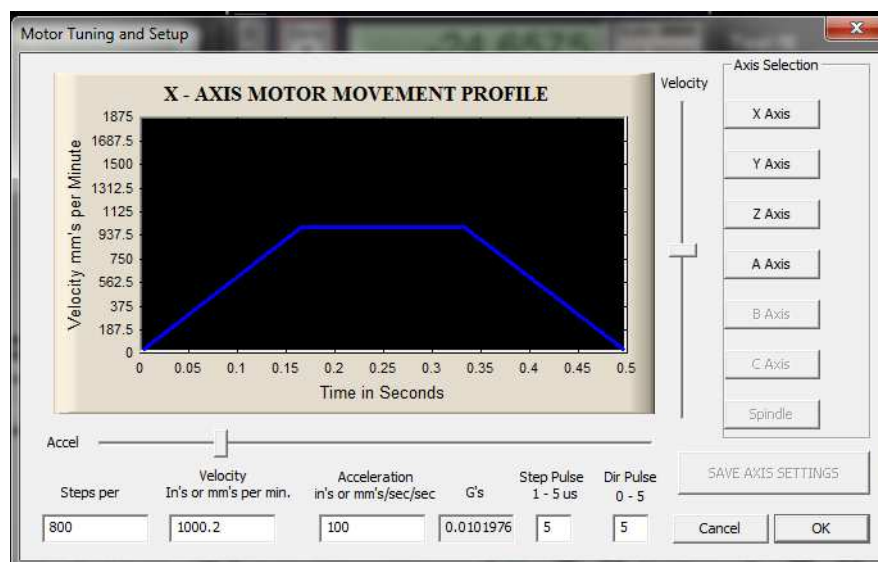 Motor Tuning and Setup
X - AXIS MOTOR MOVEMENT PROFILE
Velocity mm's per Minute
1875
1687.5
1500
1312.5
1125
937.5
750
562.5
375
187.5
0
0 0.05 0.1 0.15 0.2 0.25 0.3 0.35 0.4 0.45 0.5
Time in Seconds
Velocity
Axis Selection
X Axis
Y Axis
Z Axis
A Axis
B Axis
C Axis
Spindle
Accel
Steps per
800
Velocity
In's or mm's per min.
1000.2
Acceleration
in's or mm's/sec/sec
100
G's
0.0101976
Step Pulse
1 - 5 us
5
Dir Pulse
0 - 5
5
SAVE AXIS SETTINGS
Cancel
OK